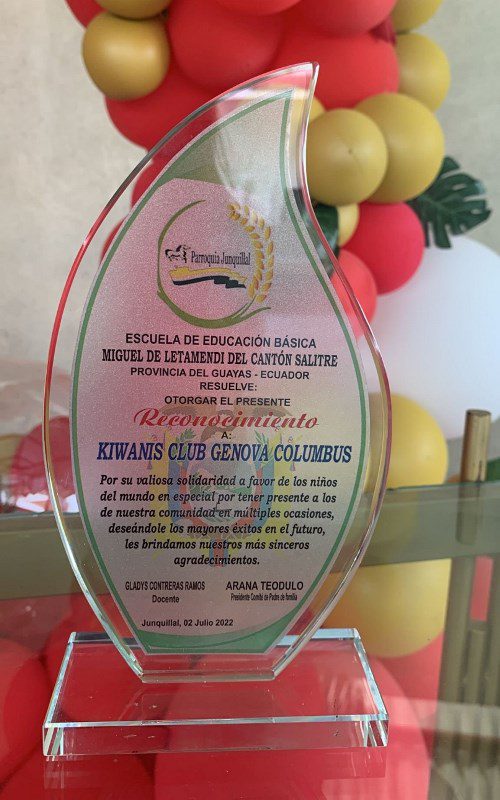 Parroquia Junquillal
ESCUELA DE EDUCACIÓN BÁSICA
MIGUEL DE LETAMENDI DEL CANTÓN SALITRE
PROVINCIA DEL GUAYAS - ECUADOR
RESUELVE:
OTORGAR EL PRESENTE
Reconocimiento
A:
KIWANIS CLUB GENOVA COLUMBUS
Por su valiosa solidaridad a favor de los niños
del mundo en especial por tener presente a los
de nuestra comunidad en múltiples ocasiones,
deseándole los mayores éxitos en el futuro,
les brindamos nuestros más sinceros
agradecimientos.
GLADYS CONTRERAS RAMOS ARANA TEODULO
Docente Presidente Comité de Padre de familia
Junquillal, 02 Julio 2022